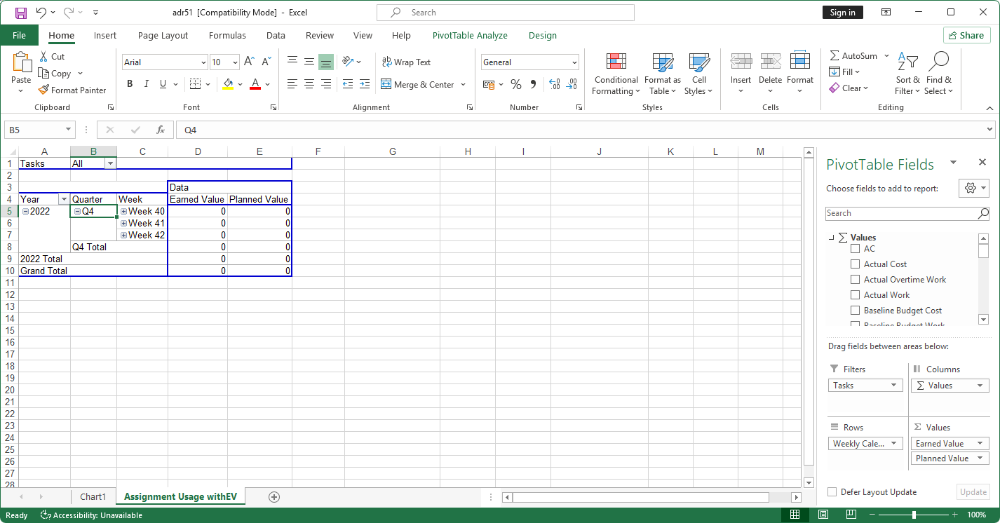 adr51 [Compatibility Mode] - Excel
Search
Sign in
File Home Insert Page Layout Formulas Data Review View Help PivotTable Analyze Design Share
Paste
Cut
Copy
Format Painter
Clipboard
Arial 10
B I U
Font
Wrap Text
Merge & Center
Alignment
General
Number
Conditional Formatting
Format as Table
Cell Styles
Styles
Insert Delete Format
Cells
AutoSum
Fill
Clear
Sort & Filter
Find & Select
Editing
B5 fx Q4
A B C D E F G H I J K L M
1 Tasks All
2
3 Data
4 Year Quarter Week Earned Value Planned Value
5 2022 Q4 Week 40 0 0
6 Week 41 0 0
7 Week 42 0 0
8 Q4 Total 0 0
9 2022 Total 0 0
10 Grand Total 0 0
11
12
13
14
15
16
17
18
19
20
21
22
23
24
25
26
27
28
PivotTable Fields
Choose fields to add to report:
Search
Σ Values
AC
Actual Cost
Actual Overtime Work
Actual Work
Baseline Budget Cost
Baseline Budget Work
Drag fields between areas below:
Filters
Tasks
Columns
Σ Values
Rows
Weekly Cale...
Σ Values
Earned Value
Planned Value
Defer Layout Update
Update
Chart1 Assignment Usage withEV
Ready Accessibility: Unavailable 100%